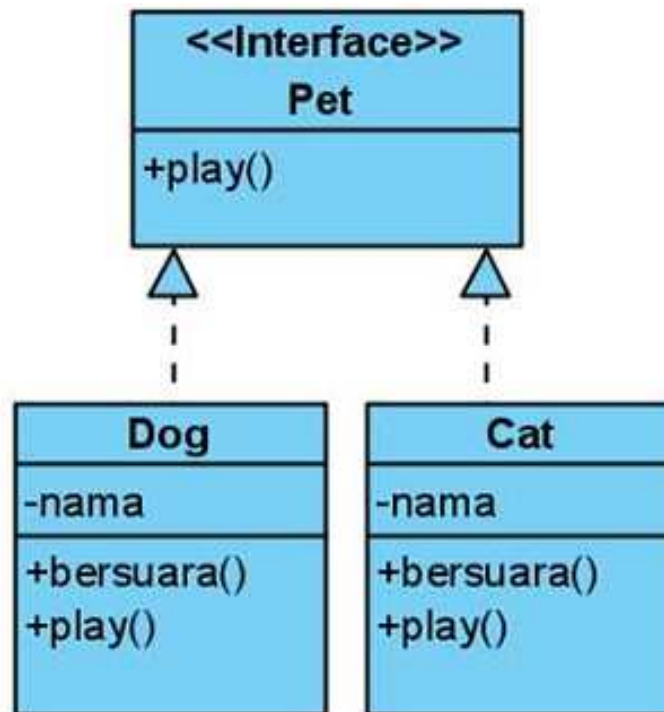 <<Interface>>
Pet
+play()
Dog
-nama
+bersuara()
+play()
Cat
-nama
+bersuara()
+play()